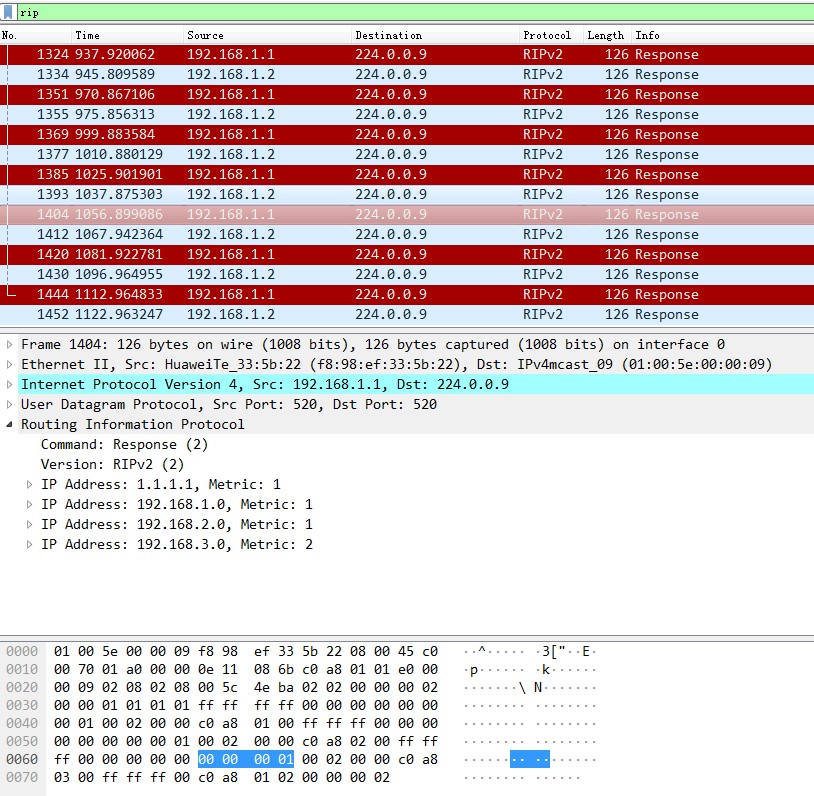 rip
No. Time Source Destination Protocol Length Info
1324 937.920062 192.168.1.1 224.0.0.9 RIPv2 126 Response
1334 945.809589 192.168.1.2 224.0.0.9 RIPv2 126 Response
1351 970.867106 192.168.1.1 224.0.0.9 RIPv2 126 Response
1355 975.856313 192.168.1.2 224.0.0.9 RIPv2 126 Response
1369 999.883584 192.168.1.1 224.0.0.9 RIPv2 126 Response
1377 1010.880129 192.168.1.2 224.0.0.9 RIPv2 126 Response
1385 1025.901901 192.168.1.1 224.0.0.9 RIPv2 126 Response
1393 1037.875303 192.168.1.2 224.0.0.9 RIPv2 126 Response
1404 1056.899086 192.168.1.1 224.0.0.9 RIPv2 126 Response
1412 1067.942364 192.168.1.2 224.0.0.9 RIPv2 126 Response
1420 1081.922781 192.168.1.1 224.0.0.9 RIPv2 126 Response
1430 1096.964955 192.168.1.2 224.0.0.9 RIPv2 126 Response
1444 1112.964833 192.168.1.1 224.0.0.9 RIPv2 126 Response
1452 1122.963247 192.168.1.2 224.0.0.9 RIPv2 126 Response
Frame 1404: 126 bytes on wire (1008 bits), 126 bytes captured (1008 bits) on interface 0
Ethernet II, Src: HuaweiTe_33:5b:22 (f8:98:ef:33:5b:22), Dst: IPv4mcast_09 (01:00:5e:00:00:09)
Internet Protocol Version 4, Src: 192.168.1.1, Dst: 224.0.0.9
User Datagram Protocol, Src Port: 520, Dst Port: 520
Routing Information Protocol
Command: Response (2)
Version: RIPv2 (2)
IP Address: 1.1.1.1, Metric: 1
IP Address: 192.168.1.0, Metric: 1
IP Address: 192.168.2.0, Metric: 1
IP Address: 192.168.3.0, Metric: 2
0000 01 00 5e 00 00 09 f8 98 ef 33 5b 22 08 00 45 c0 ··^····· ·3["··E·
0010 00 70 01 a0 00 00 0e 11 08 6b c0 a8 01 01 e0 00 ·p······ ·k······
0020 00 09 02 08 02 08 00 5c 4e ba 02 02 00 00 00 02 ·······\ N·······
0030 00 00 01 01 01 01 ff ff ff ff 00 00 00 00 00 00 ········ ········
0040 00 01 00 02 00 00 c0 a8 01 00 ff ff ff 00 00 00 ········ ········
0050 00 00 00 00 00 01 00 02 00 00 c0 a8 02 00 ff ff ········ ········
0060 ff 00 00 00 00 00 00 00 00 01 00 02 00 00 c0 a8 ········ ········
0070 03 00 ff ff ff 00 c0 a8 01 02 00 00 00 02 ········ ······